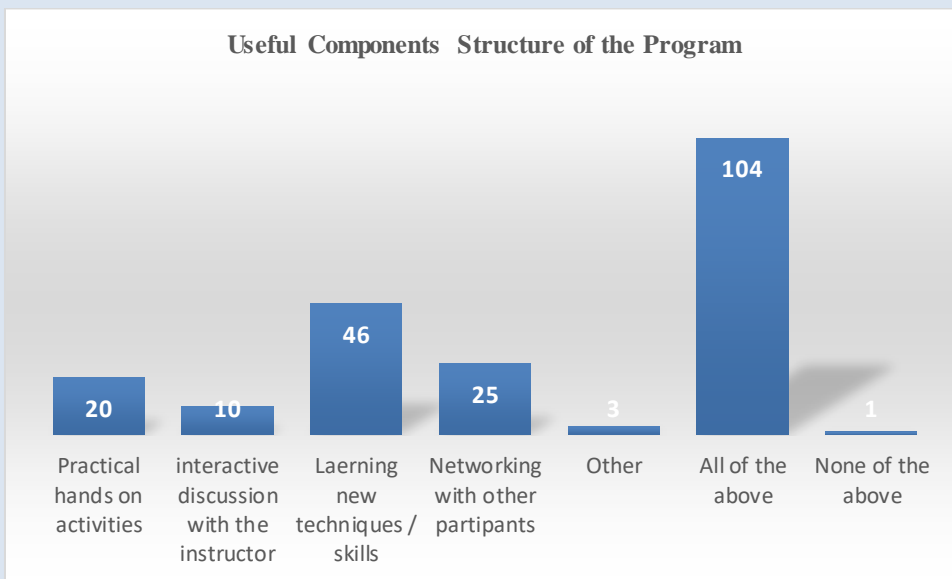 Useful Components Structure of the Program
104
46
25
20
10
3
1
Practical
hands on
activities
interactive
discussion
with the
instructor
Laerning
new
techniques /
skills
Networking
with other
partipants
Other
All of the
above
None of the
above